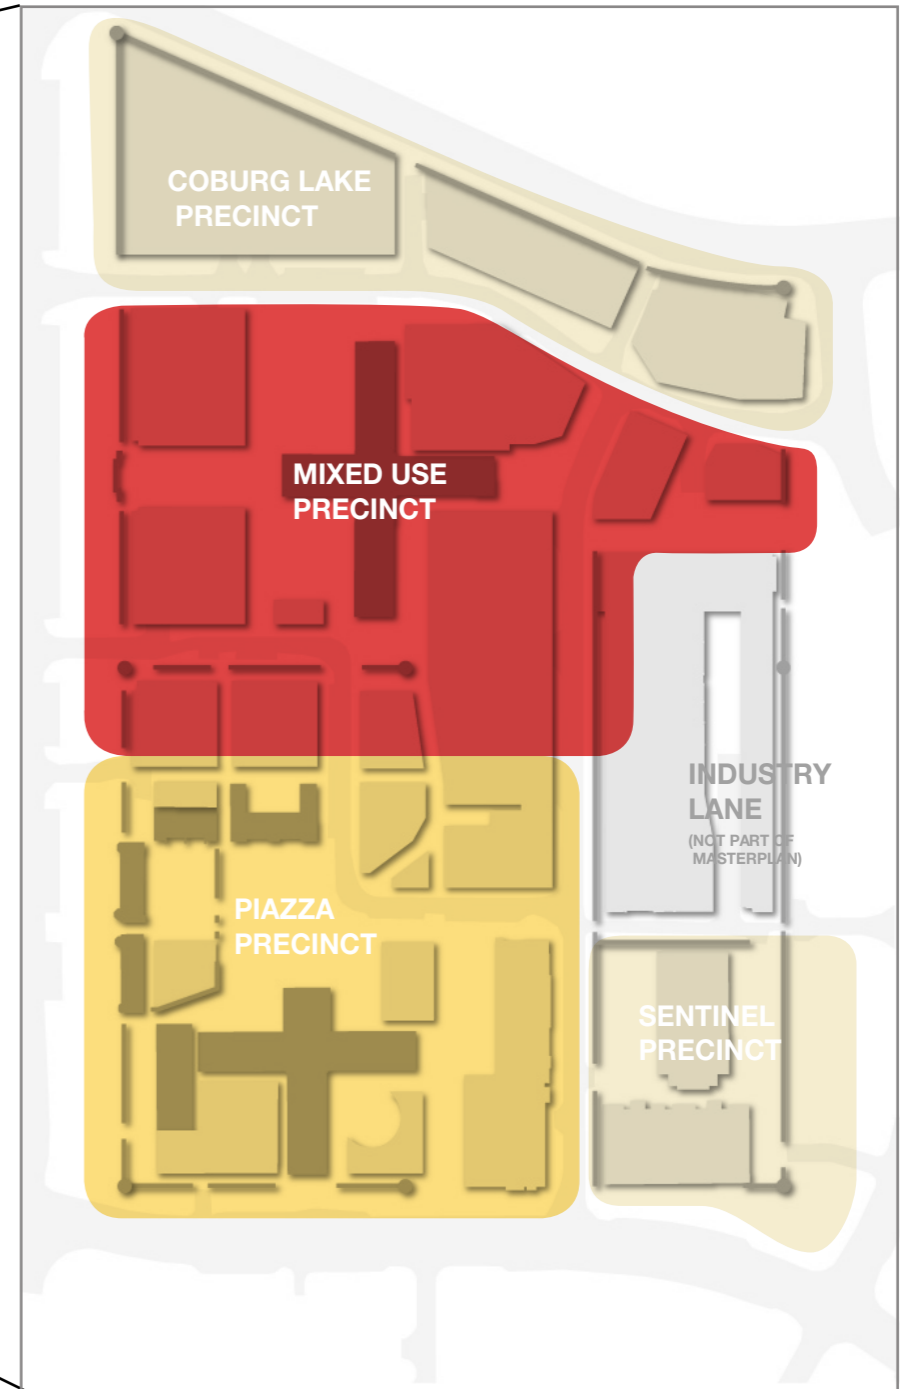 COBURG LAKE
PRECINCT
MIXED USE
PRECINCT
INDUSTRY
LANE
(NOT PART OF
MASTERPLAN)
PIAZZA
PRECINCT
SENTINEL
PRECINCT